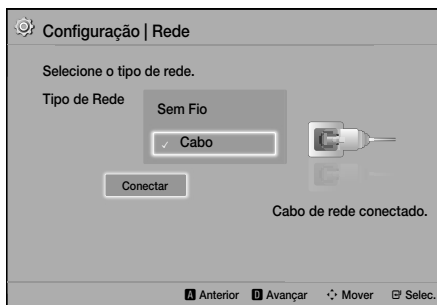 Configuração | Rede
Selecione o tipo de rede.
Tipo de Rede
Sem Fio
✓ Cabo
Conectar
Cabo de rede conectado.
A Anterior D Avançar Mover Selec.